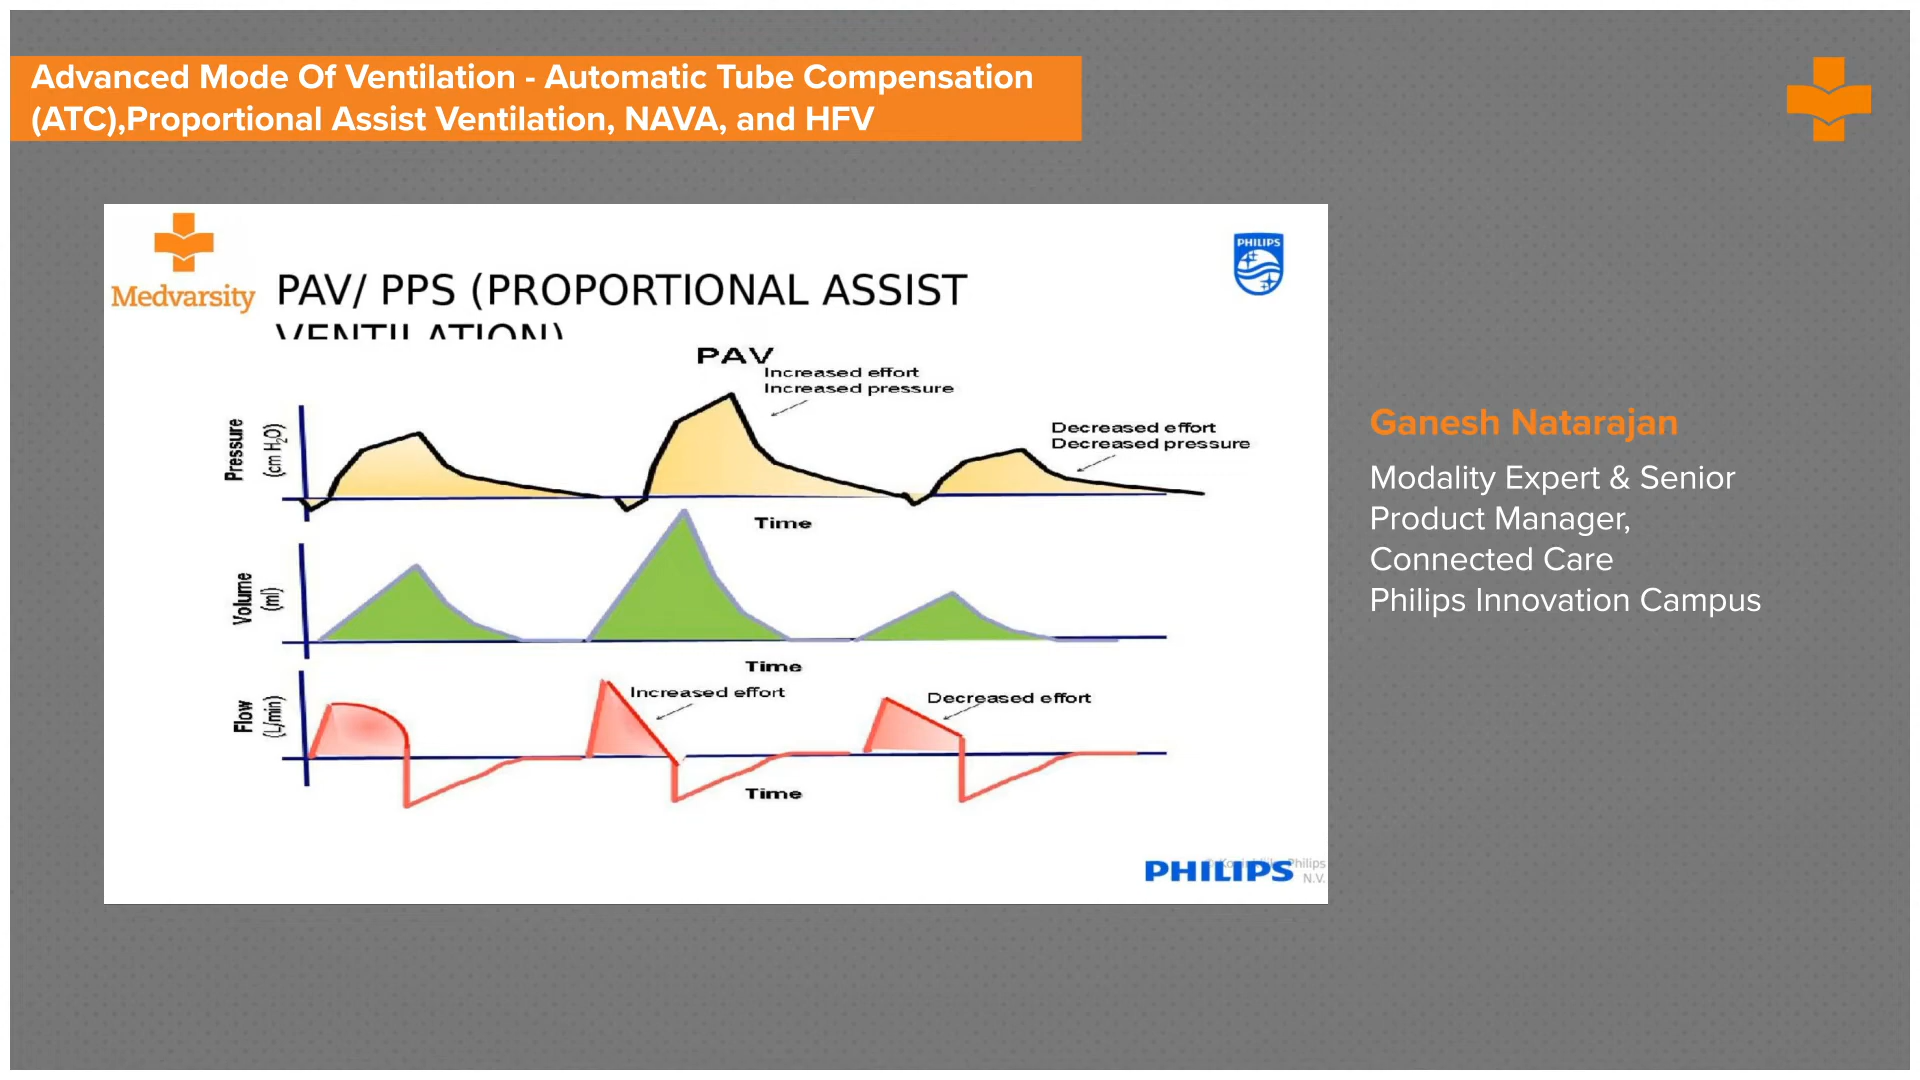 Advanced Mode Of Ventilation - Automatic Tube Compensation
(ATC),Proportional Assist Ventilation, NAVA, and HFV
Medvarsity
PHILIPS
PAV/ PPS (PROPORTIONAL ASSIST
VENTILATION)
PAV
Increased effort
Increased pressure
Decreased effort
Decreased pressure
Pressure
(cm H₂O)
Time
Volume
(ml)
Time
Increased effort
Decreased effort
Flow
(L/min)
Time
PHILIPS
Philips
N.V.
Ganesh Natarajan
Modality Expert & Senior
Product Manager,
Connected Care
Philips Innovation Campus